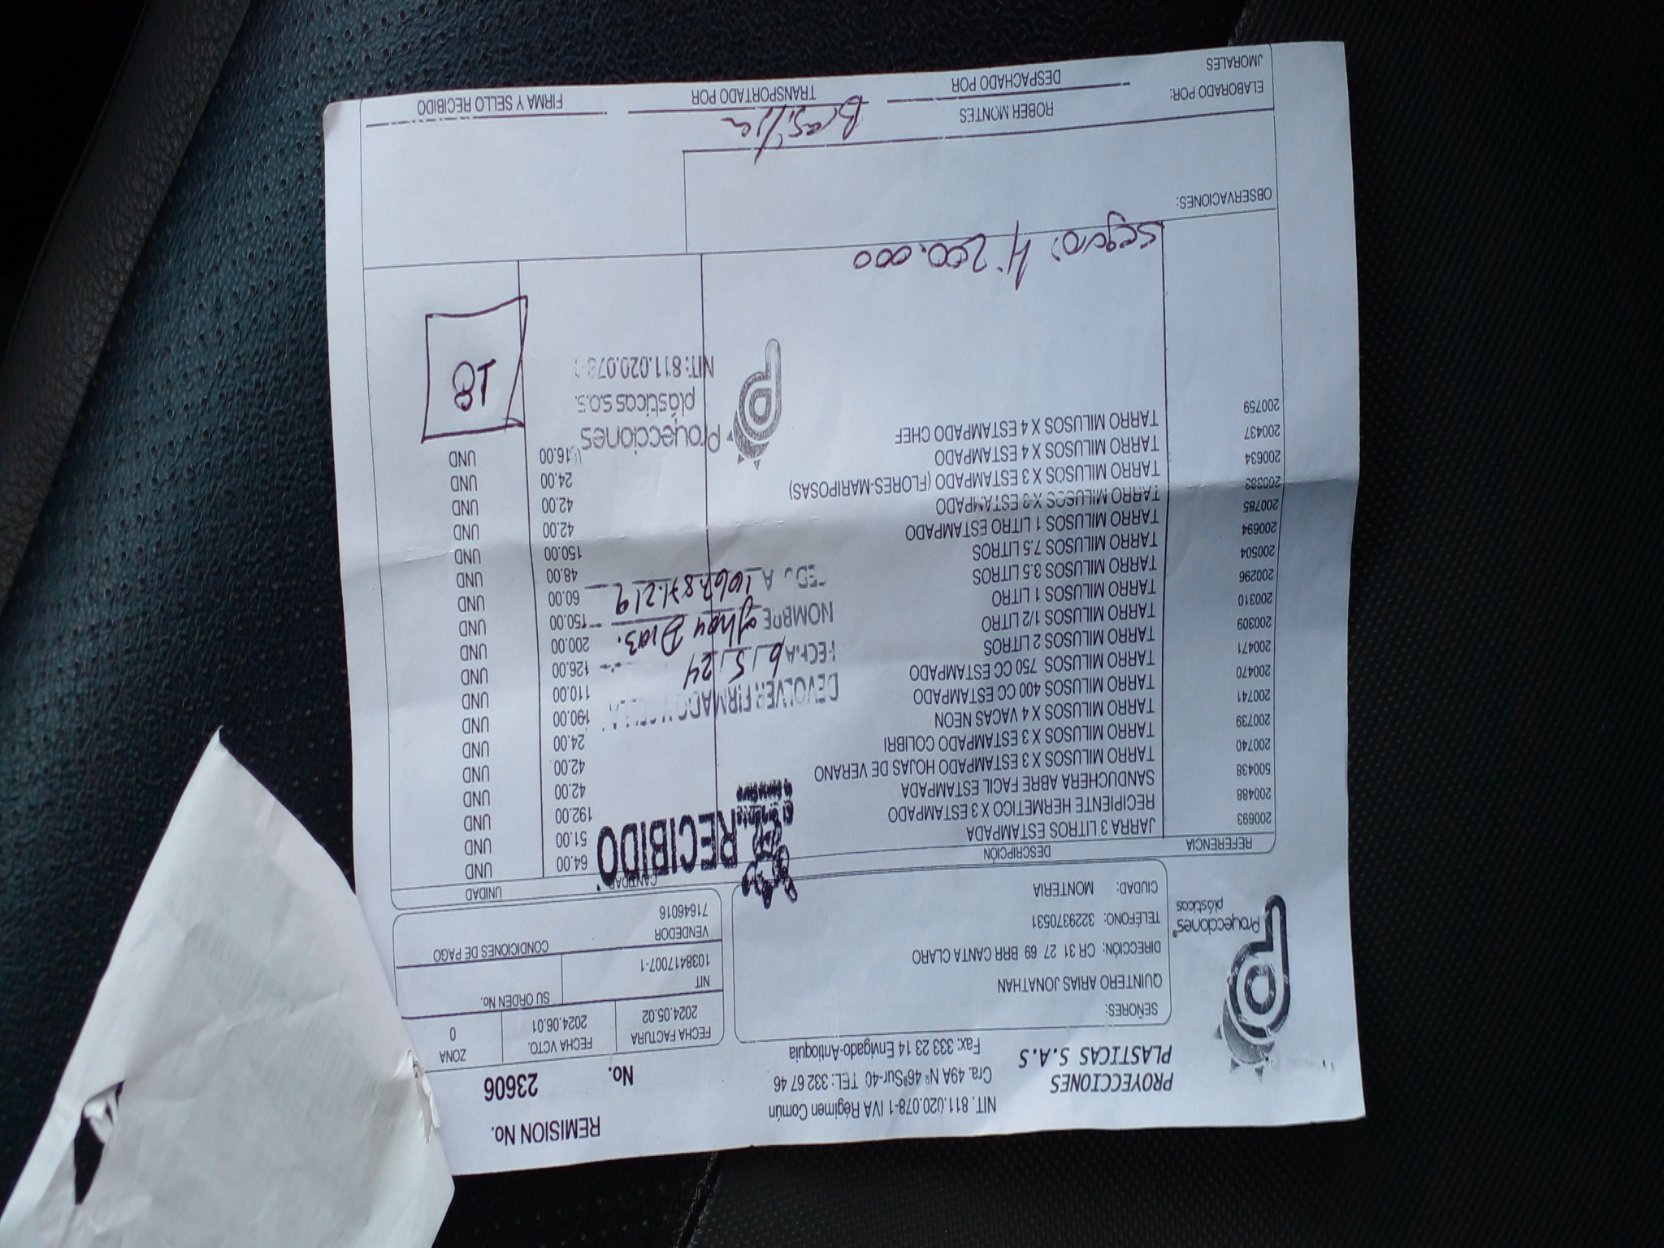 REMISION No.
No. 23606
PROYECCIONES
PLASTICAS S.A.S
NIT. 811.020.078-1 IVA Régimen Común
Cra. 49A Nº 46ªSur-40 TEL: 332 67 46
Fax: 333 23 14 Envigado-Antioquia
Proyecciones
plásticas
SEÑORES:
QUINTERO ARIAS JONATHAN
DIRECCIÓN: CR 31 27 69 BRR CANTA CLARO
TELÉFONO: 3229370531
CIUDAD: MONTERIA
FECHA FACTURA FECHA VCTO. ZONA
2024.05.02 2024.06.01 0
NIT SU ORDEN No.
1038417007-1
VENDEDOR CONDICIONES DE PAGO
71646016
REFERENCIA DESCRIPCIÓN CANTIDAD UNIDAD
200693 JARRA 3 LITROS ESTAMPADA 64.00 UND
200488 RECIPIENTE HERMETICO X 3 ESTAMPADO 51.00 UND
500436 SANDUCHERA ABRE FACIL ESTAMPADA 192.00 UND
200740 TARRO MILUSOS X 3 ESTAMPADO HOJAS DE VERANO 42.00 UND
200739 TARRO MILUSOS X 3 ESTAMPADO COLIBRI 42.00 UND
200741 TARRO MILUSOS X 4 VACAS NEON 24.00 UND
200470 TARRO MILUSOS 400 CC ESTAMPADO 190.00 UND
200471 TARRO MILUSOS 750 CC ESTAMPADO 110.00 UND
200309 TARRO MILUSOS 2 LITROS 126.00 UND
200310 TARRO MILUSOS 1/2 LITRO 200.00 UND
200296 TARRO MILUSOS 1 LITRO 150.00 UND
200504 TARRO MILUSOS 3.5 LITROS 60.00 UND
200694 TARRO MILUSOS 7.5 LITROS 48.00 UND
200785 TARRO MILUSOS 1 LITRO ESTAMPADO 150.00 UND
TARRO MILUSOS X 3 ESTAMPADO 42.00 UND
200634 TARRO MILUSOS X 3 ESTAMPADO (FLORES-MARIPOSAS) 42.00 UND
200437 TARRO MILUSOS X 4 ESTAMPADO 24.00 UND
200759 TARRO MILUSOS X 4 ESTAMPADO CHEF 16.00 UND
RECIBIDO
DEVOLVER FIRMADO Y
FECHA 6 5 24
NOMBRE Jhoy Diaz.
1067.871.219
Proyecciones
plásticas s.a.s.
NIT: 811.020.078-1
18
Seguro: 4'200.000
OBSERVACIONES:
ELABORADO POR: ROBER MONTES Brasilia
JMORALES DESPACHADO POR TRANSPORTADO POR FIRMA Y SELLO RECIBIDO